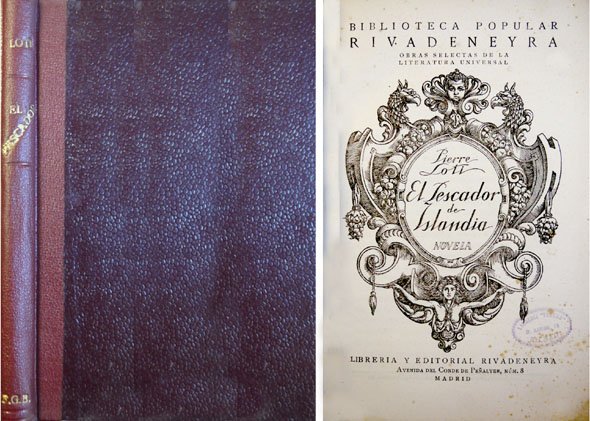 LOTI
EL
PESCADOR
F.G.B.
BIBLIOTECA POPULAR
RIVADENEYRA
OBRAS SELECTAS DE LA
LITERATURA UNIVERSAL
Pierre
Loti
El Pescador
de
Islandia
NOVELA
LIBRERIA Y EDITORIAL RIVADENEYRA
AVENIDA DEL CONDE DE PEÑALVER, NÚM. 8
MADRID